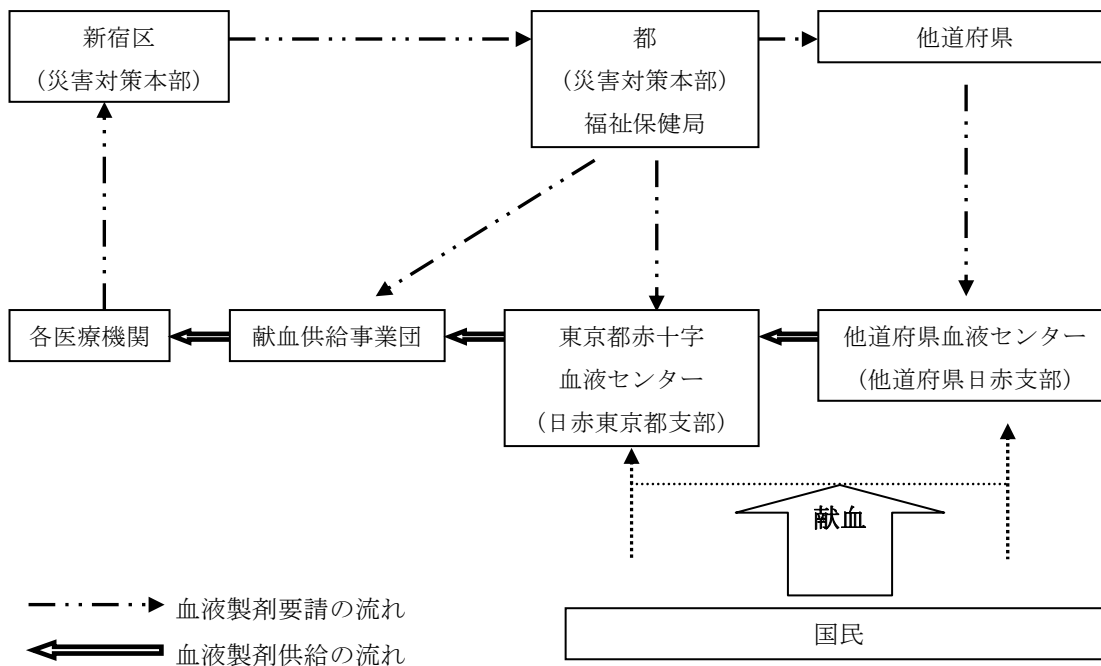 新宿区
(災害対策本部)
都
(災害対策本部)
福祉保健局
他道府県
各医療機関
献血供給事業団
東京都赤十字
血液センター
(日赤東京都支部)
他道府県血液センター
(他道府県日赤支部)
献血
国民
血液製剤要請の流れ
血液製剤供給の流れ